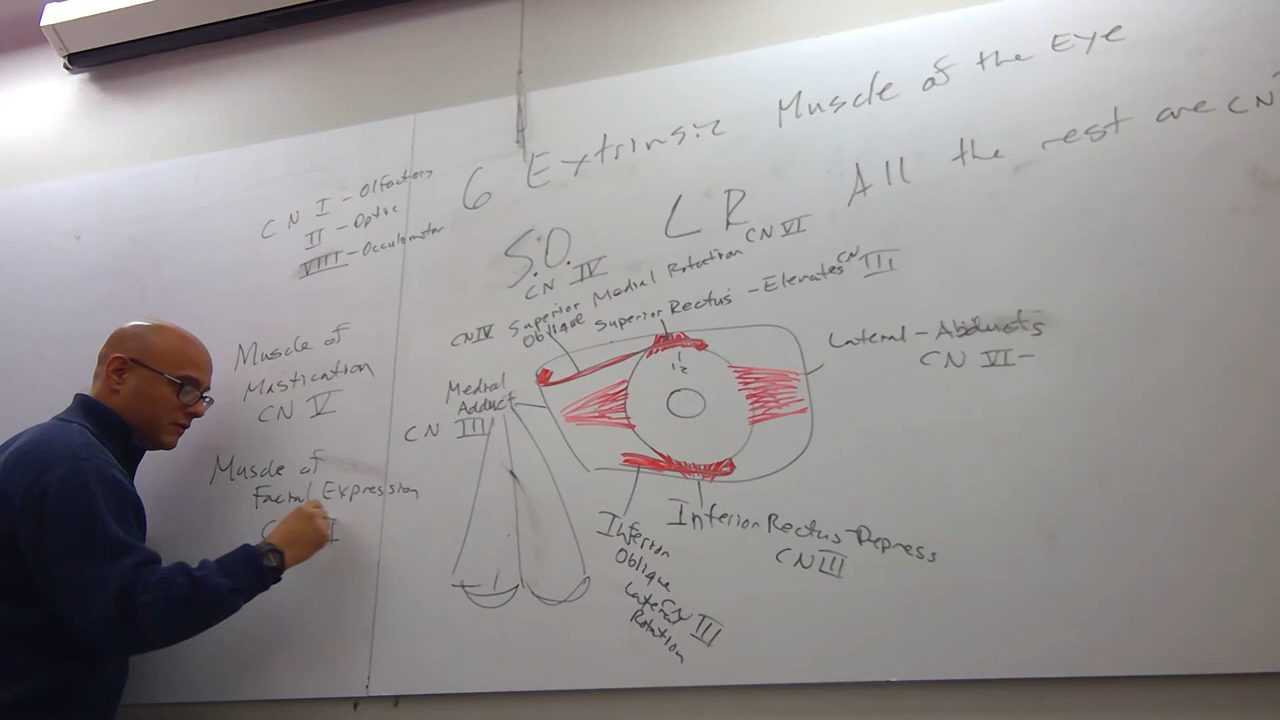 6 Extrinsic Muscle of the Eye
S.O.
CN IV
LR
CN VI
All the rest are CN
CN I - Olfactory
II - Optic
VIII - Occulomotor
Muscle of
Mastication
CN V
Muscle of
Facial Expression
CN IV Superior Medial Rotation
Oblique
Superior Rectus - Elevates CN III
Lateral - Abducts
CN VI -
Medial
Adduct
CN III
12
Inferior
Oblique
Lateral
CN III
Rotation
Inferior Rectus - Depress
CN III